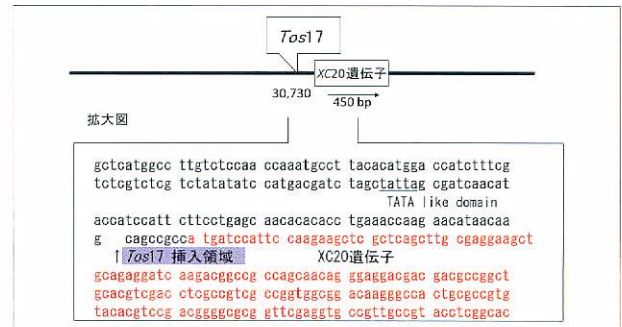 Tos17
XC20遺伝子
30,730
450 bp
拡大図
gctcatggcc ttgtctccaa ccaaatgcct tacacatgga ccatctttcg
tctcgtctcg tctatatatc catgacgatc tagctattag cgatcaacat
TATA like domain
accatccatt cttcctgagc aacacacacc tgaaaccaag aacataacaa
g cagccgcca tgatccattc caagaagctc gctcagcttg cgaggaagct
↑ Tos17 挿入領域 XC20遺伝子
gcagaggatc aagacggccg ccagcaacag ggaggacgac gacgccggct
gcacgtcgac ctcgccgtcg ccggtggcgg acaagggcca ctgcgccgtg
tacacgtccg acggggcgcg gttcgaggtg ccgttgccgt acctcggcac